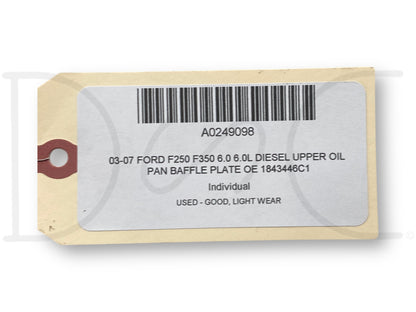 A0249098
03-07 FORD F250 F350 6.0 6.0L DIESEL UPPER OIL
PAN BAFFLE PLATE OE 1843446C1
Individual
USED - GOOD, LIGHT WEAR